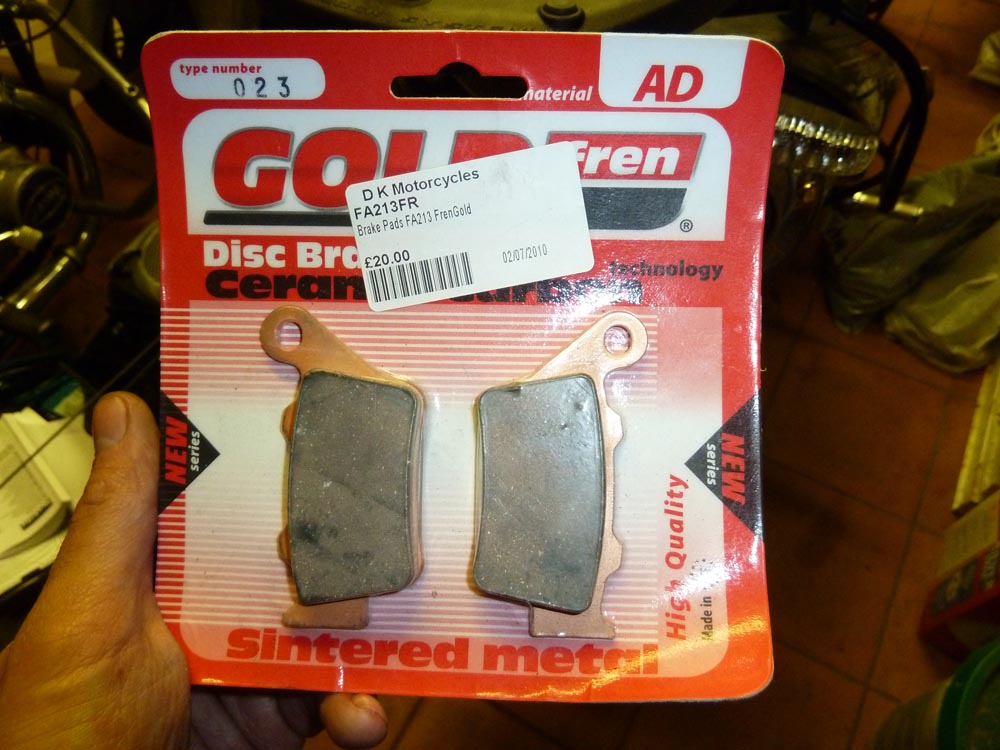 type number
023
material
AD
GOLD
fren
®
D K Motorcycles
FA213FR
Brake Pads FA213 FrenGold
£20.00
02/07/2010
Disc Bra
technology
NEW
series
NEW
series
High Quality
Made in
Sintered metal